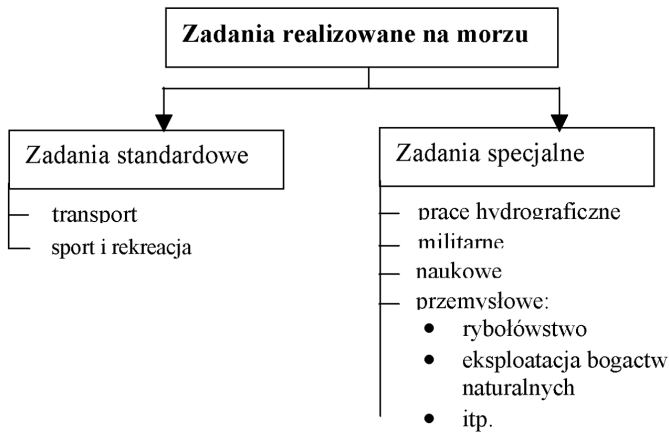 Zadania realizowane na morzu
Zadania standardowe
transport
sport i rekreacja
Zadania specjalne
prace hydrograficzne
militarne
naukowe
przemysłowe:
● rybołówstwo
● eksploatacja bogactw
naturalnych
● itp.